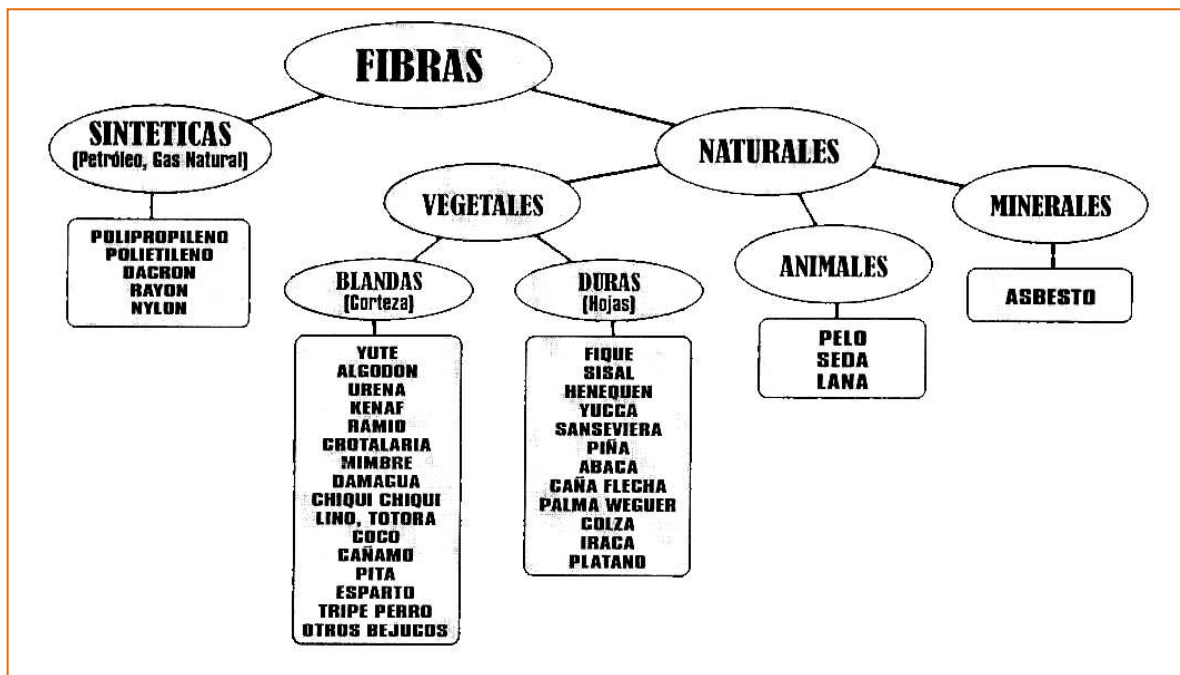 FIBRAS
SINTETICAS
(Petróleo, Gas Natural)
POLIPROPILENO
POLIETILENO
DACRON
RAYON
NYLON
NATURALES
VEGETALES
BLANDAS
(Corteza)
YUTE
ALGODON
URENA
KENAF
RAMIO
CROTALARIA
MIMBRE
DAMAGUA
CHIQUI CHIQUI
LINO, TOTORA
COCO
CAÑAMO
PITA
ESPARTO
TRIPE PERRO
OTROS BEJUCOS
DURAS
(Hojas)
FIQUE
SISAL
HENEQUEN
YUCCA
SANSEVIERA
PIÑA
ABACA
CAÑA FLECHA
PALMA WEGUER
COLZA
IRACA
PLATANO
ANIMALES
PELO
SEDA
LANA
MINERALES
ASBESTO